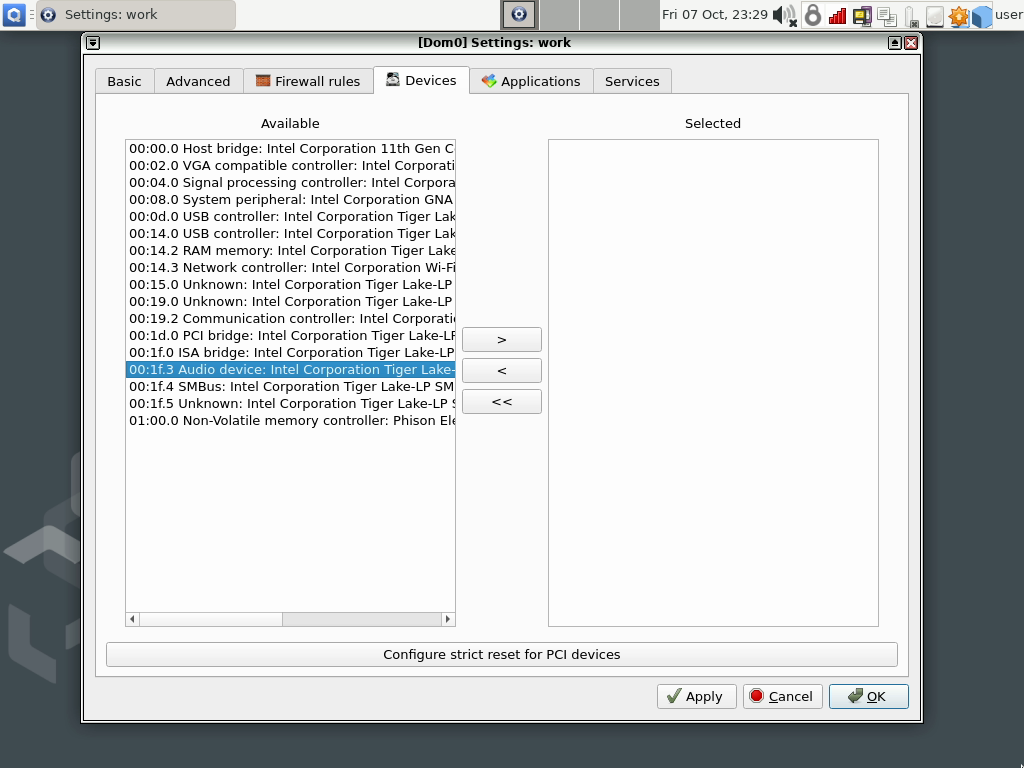 Settings: work
Fri 07 Oct, 23:29
user
[Dom0] Settings: work
Basic
Advanced
Firewall rules
Devices
Applications
Services
Available
Selected
00:00.0 Host bridge: Intel Corporation 11th Gen C
00:02.0 VGA compatible controller: Intel Corporati
00:04.0 Signal processing controller: Intel Corpora
00:08.0 System peripheral: Intel Corporation GNA
00:0d.0 USB controller: Intel Corporation Tiger Lak
00:14.0 USB controller: Intel Corporation Tiger Lak
00:14.2 RAM memory: Intel Corporation Tiger Lake
00:14.3 Network controller: Intel Corporation Wi-Fi
00:15.0 Unknown: Intel Corporation Tiger Lake-LP
00:19.0 Unknown: Intel Corporation Tiger Lake-LP
00:19.2 Communication controller: Intel Corporatio
00:1d.0 PCI bridge: Intel Corporation Tiger Lake-LP
00:1f.0 ISA bridge: Intel Corporation Tiger Lake-LP
00:1f.3 Audio device: Intel Corporation Tiger Lake-
00:1f.4 SMBus: Intel Corporation Tiger Lake-LP SM
00:1f.5 Unknown: Intel Corporation Tiger Lake-LP S
01:00.0 Non-Volatile memory controller: Phison Ele
>
<
<<
Configure strict reset for PCI devices
Apply
Cancel
OK